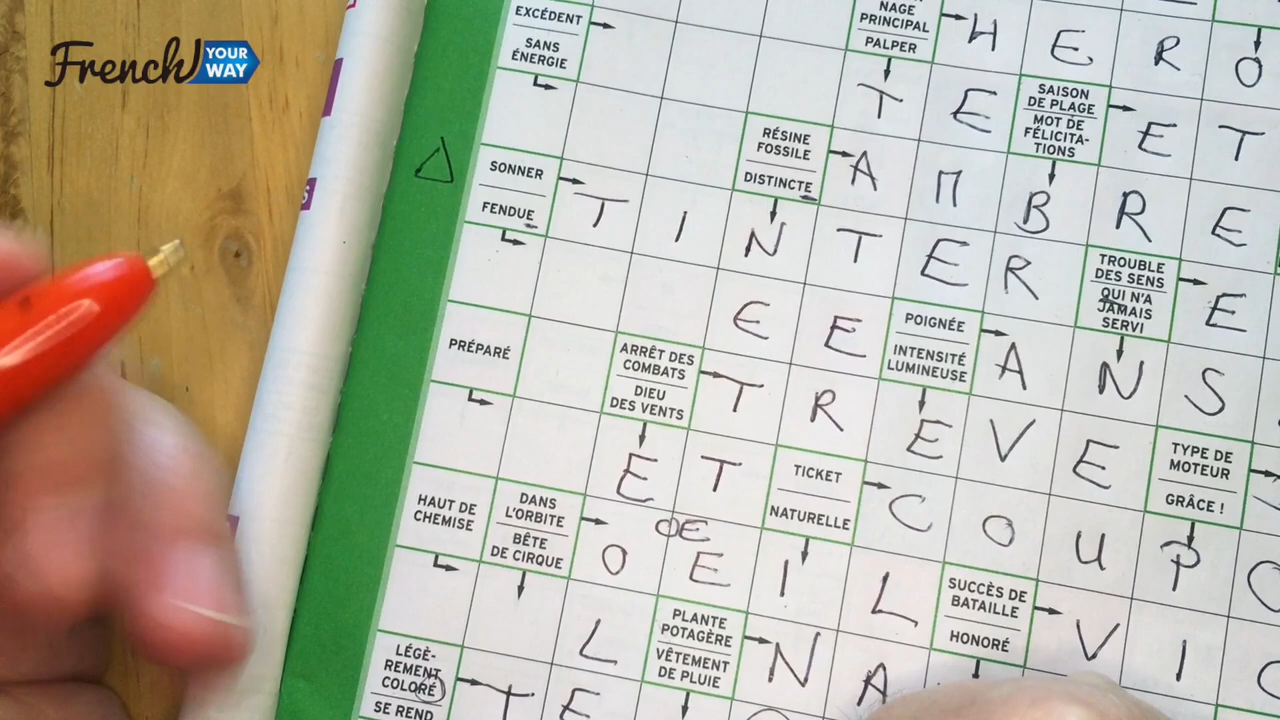 French YOUR WAY
EXCÉDENT
SANS
ÉNERGIE
NAGE
PRINCIPAL
PALPER
H E R O
T E
SAISON
DE PLAGE
MOT DE
FÉLICITA-
TIONS
E T
RÉSINE
FOSSILE
DISTINCTE
A M B R E
SONNER
FENDUE
T I N T E R
TROUBLE
DES SENS
QUI N'A
JAMAIS
SERVI
E
E E
POIGNÉE
INTENSITÉ
LUMINEUSE
A N S
PRÉPARÉ
ARRÊT DES
COMBATS
DIEU
DES VENTS
T R E V E
TYPE DE
MOTEUR
GRÂCE !
E T
TICKET
NATURELLE
C O U P O
HAUT DE
CHEMISE
DANS
L'ORBITE
BÊTE
DE CIRQUE
OE
O E I L
SUCCÈS DE
BATAILLE
HONORÉ
V I C
L
PLANTE
POTAGÈRE
VÊTEMENT
DE PLUIE
N A
LÉGÈ-
REMENT
COLORÉ
SE REND
T E